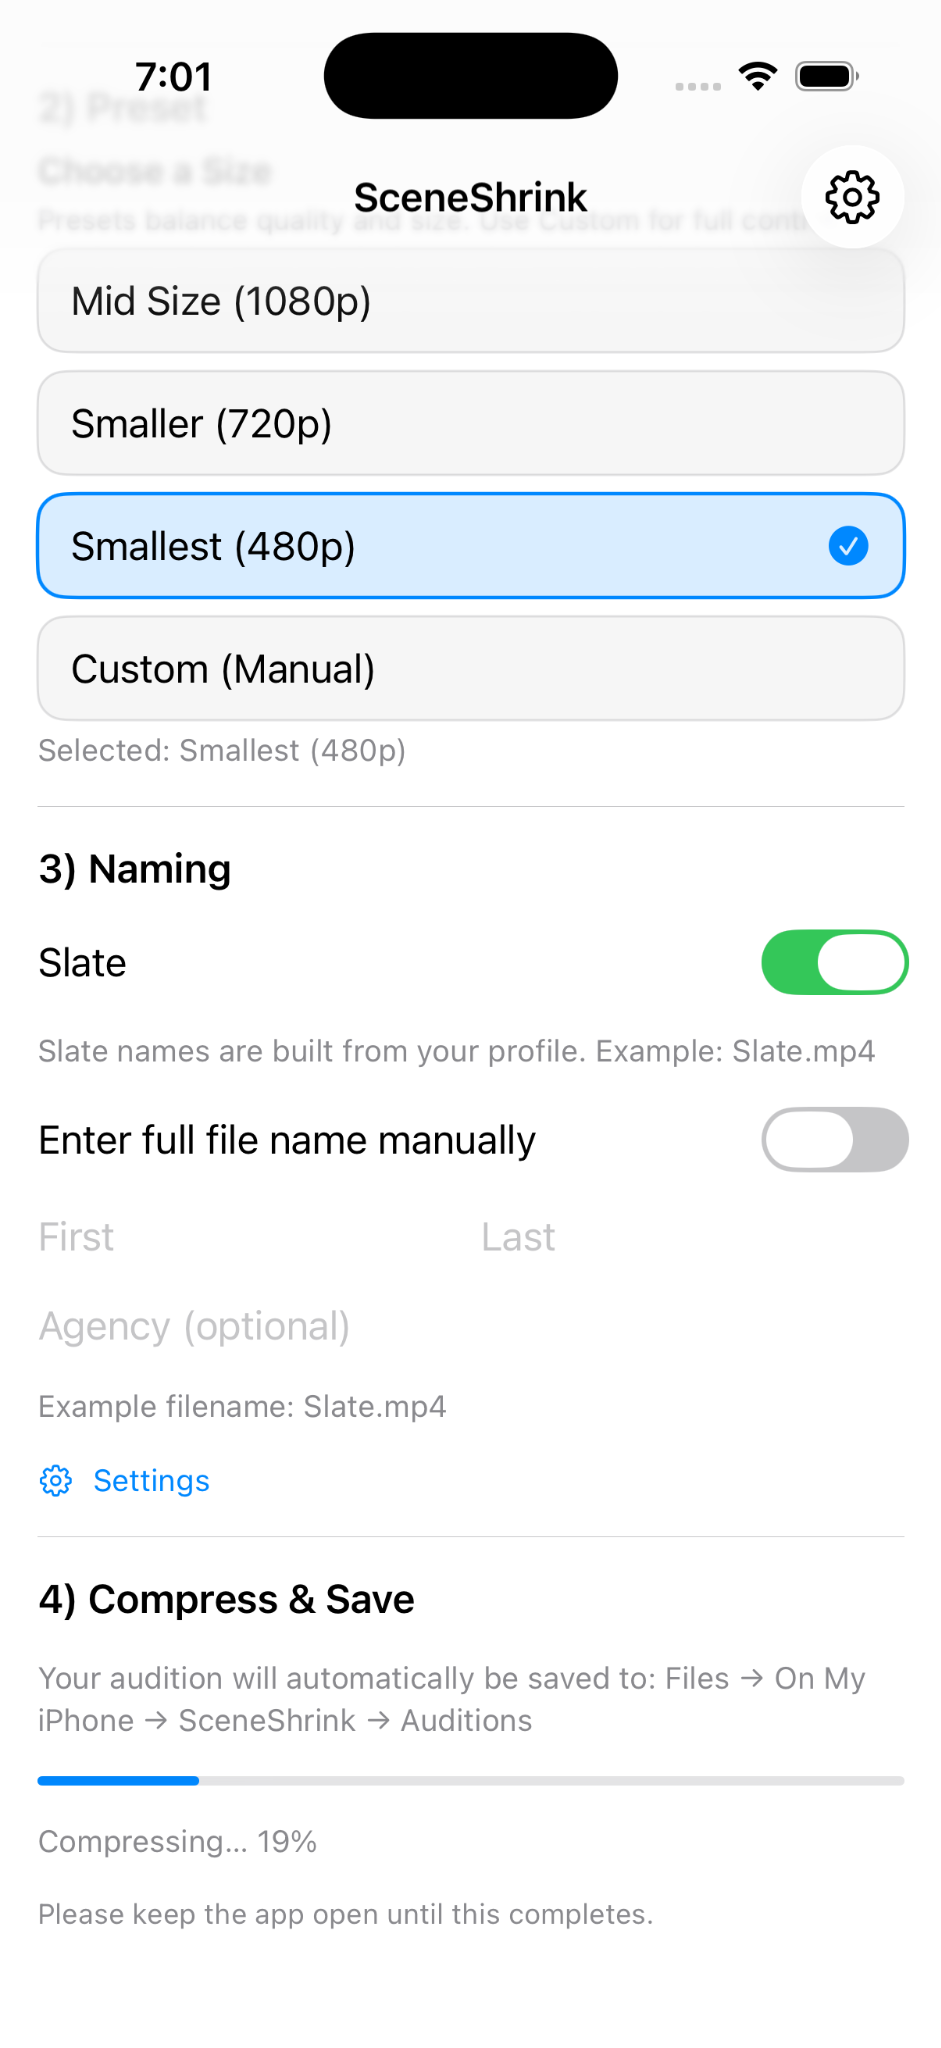 7:01
2) Preset
Choose a Size
SceneShrink
Presets balance quality and size. Use Custom for full
Mid Size (1080p)
Smaller (720p)
Smallest (480p)
Custom (Manual)
Selected: Smallest (480p)
3) Naming
Slate
Slate names are built from your profile. Example: Slate.mp4
Enter full file name manually
First Last
Agency (optional)
Example filename: Slate.mp4
Settings
4) Compress & Save
Your audition will automatically be saved to: Files → On My
iPhone → SceneShrink → Auditions
Compressing... 19%
Please keep the app open until this completes.